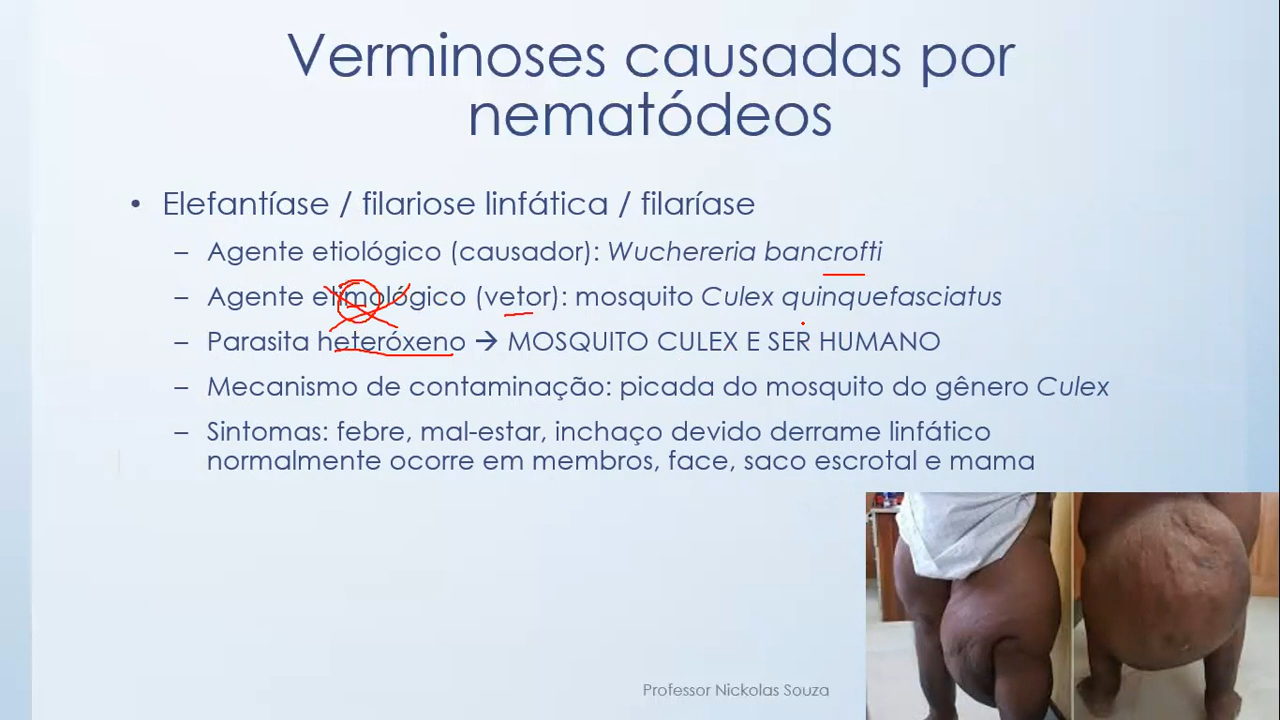 Verminoses causadas por
nematódeos
• Elefantíase / filariose linfática / filaríase
– Agente etiológico (causador): Wuchereria bancrofti
– Agente etimológico (vetor): mosquito Culex quinquefasciatus
– Parasita heteróxeno → MOSQUITO CULEX E SER HUMANO
– Mecanismo de contaminação: picada do mosquito do gênero Culex
– Sintomas: febre, mal-estar, inchaço devido derrame linfático
normalmente ocorre em membros, face, saco escrotal e mama
Professor Nickolas Souza